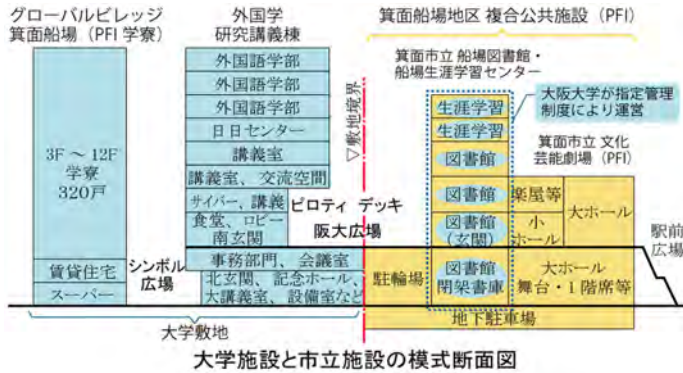 グローバルビレッジ
箕面船場（PFI 学寮）
外国学
研究講義棟
箕面船場地区 複合公共施設（PFI）
箕面市立 船場図書館・
船場生涯学習センター
大阪大学が指定管理
制度により運営
箕面市立 文化
芸能劇場（PFI）
3F ～ 12F
学寮
320戸
賃貸住宅
スーパー
シンボル
広場
外国語学部
外国語学部
外国語学部
日日センター
講義室
講義室、交流空間
サイバー、講義
食堂、ロビー
南玄関
事務部門、会議室
北玄関、記念ホール、
大講義室、設備室など
ピロティ デッキ
阪大広場
▽敷地境界
生涯学習
生涯学習
図書館
図書館
図書館
（玄関）
図書館
閉架書庫
楽屋等
小
ホール
大ホール
駐輪場
大ホール
舞台・1 階席等
地下駐車場
駅前
広場
大学敷地
大学施設と市立施設の模式断面図